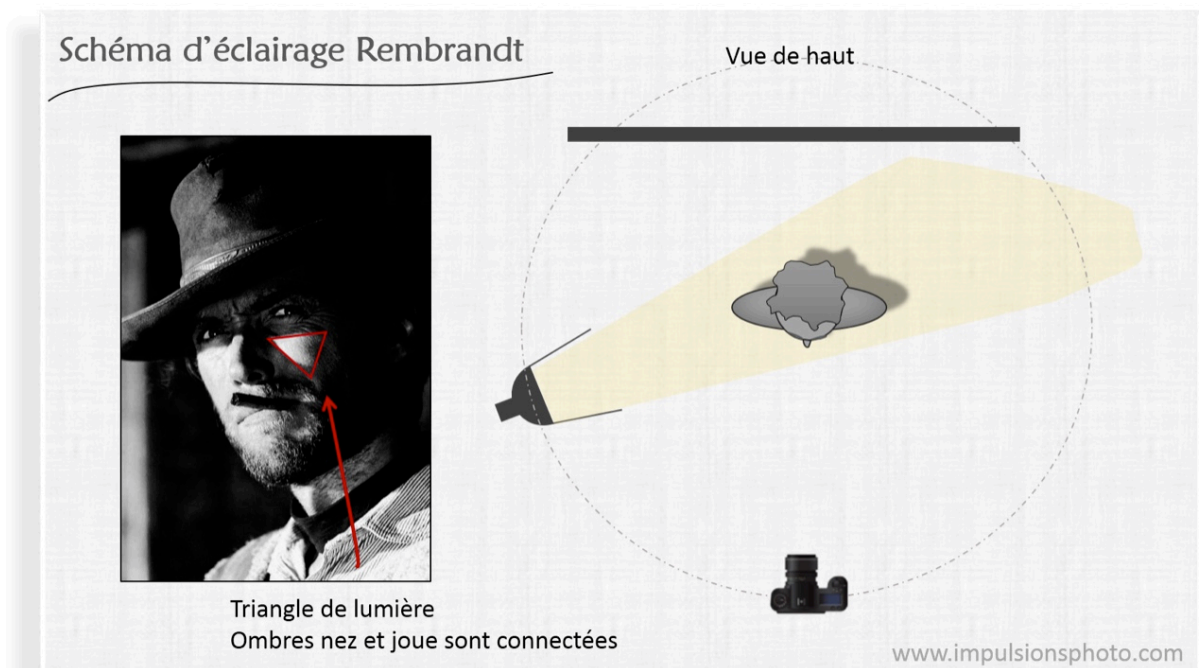 Schéma d'éclairage Rembrandt
Vue de haut
Triangle de lumière
Ombres nez et joue sont connectées
www.impulsionsphoto.com